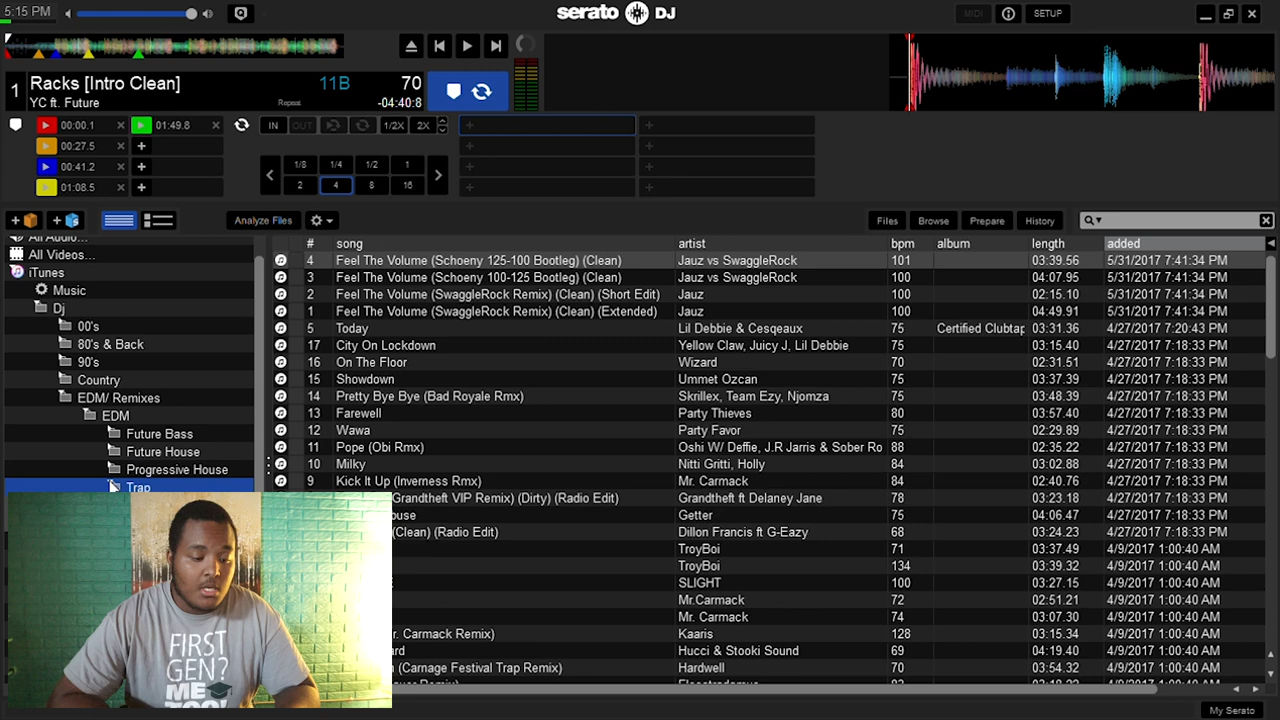 5:15 PM
serato DJ
MIDI
SETUP
1
Racks [Intro Clean]
YC ft. Future
11B
70
Repeat
-04:40:8
00:00.1
01:49.8
00:27.5
00:41.2
01:08.5
IN OUT 1/2X 2X
1/8 1/4 1/2 1
2 4 8 16
Analyze Files
Files Browse Prepare History
All Audio...
All Videos...
iTunes
Music
Dj
00's
80's & Back
90's
Country
EDM/ Remixes
EDM
Future Bass
Future House
Progressive House
Trap
# song artist bpm album length added
4 Feel The Volume (Schoeny 125-100 Bootleg) (Clean) Jauz vs SwaggleRock 101 03:39.56 5/31/2017 7:41:34 PM
3 Feel The Volume (Schoeny 100-125 Bootleg) (Clean) Jauz vs SwaggleRock 100 04:07.95 5/31/2017 7:41:34 PM
2 Feel The Volume (SwaggleRock Remix) (Clean) (Short Edit) Jauz 100 02:15.10 5/31/2017 7:41:34 PM
1 Feel The Volume (SwaggleRock Remix) (Clean) (Extended) Jauz 100 04:49.91 5/31/2017 7:41:34 PM
5 Today Lil Debbie & Cesqeaux 75 Certified Clubtap 03:31.36 4/27/2017 7:20:43 PM
17 City On Lockdown Yellow Claw, Juicy J, Lil Debbie 75 03:15.40 4/27/2017 7:18:33 PM
16 On The Floor Wizard 70 02:31.51 4/27/2017 7:18:33 PM
15 Showdown Ummet Ozcan 75 03:37.39 4/27/2017 7:18:33 PM
14 Pretty Bye Bye (Bad Royale Rmx) Skrillex, Team Ezy, Njomza 75 03:48.39 4/27/2017 7:18:33 PM
13 Farewell Party Thieves 80 03:57.40 4/27/2017 7:18:33 PM
12 Wawa Party Favor 75 02:29.89 4/27/2017 7:18:33 PM
11 Pope (Obi Rmx) Oshi W/ Deffie, J.R Jarris & Sober Ro 88 02:35.22 4/27/2017 7:18:33 PM
10 Milky Nitti Gritti, Holly 84 03:02.88 4/27/2017 7:18:33 PM
9 Kick It Up (Inverness Rmx) Mr. Carmack 84 02:40.76 4/27/2017 7:18:33 PM
Grandtheft VIP Remix) (Dirty) (Radio Edit) Grandtheft ft Delaney Jane 78 03:23.18 4/27/2017 7:18:33 PM
ouse Getter 75 04:06.47 4/27/2017 7:18:33 PM
(Clean) (Radio Edit) Dillon Francis ft G-Eazy 68 03:24.23 4/27/2017 7:18:33 PM
TroyBoi 71 03:37.49 4/9/2017 1:00:40 AM
TroyBoi 134 03:39.32 4/9/2017 1:00:40 AM
SLIGHT 100 03:27.15 4/9/2017 1:00:40 AM
Mr.Carmack 72 02:51.21 4/9/2017 1:00:40 AM
Mr.Carmack 74 03:07.30 4/9/2017 1:00:40 AM
r. Carmack Remix) Kaaris 128 03:15.34 4/9/2017 1:00:40 AM
ard Hucci & Stooki Sound 69 03:04.19 4/9/2017 1:00:40 AM
(Carnage Festival Trap Remix) Hardwell 70 03:54.32 4/9/2017 1:00:40 AM
FIRST
GEN?
ME
TOO!
My Serato